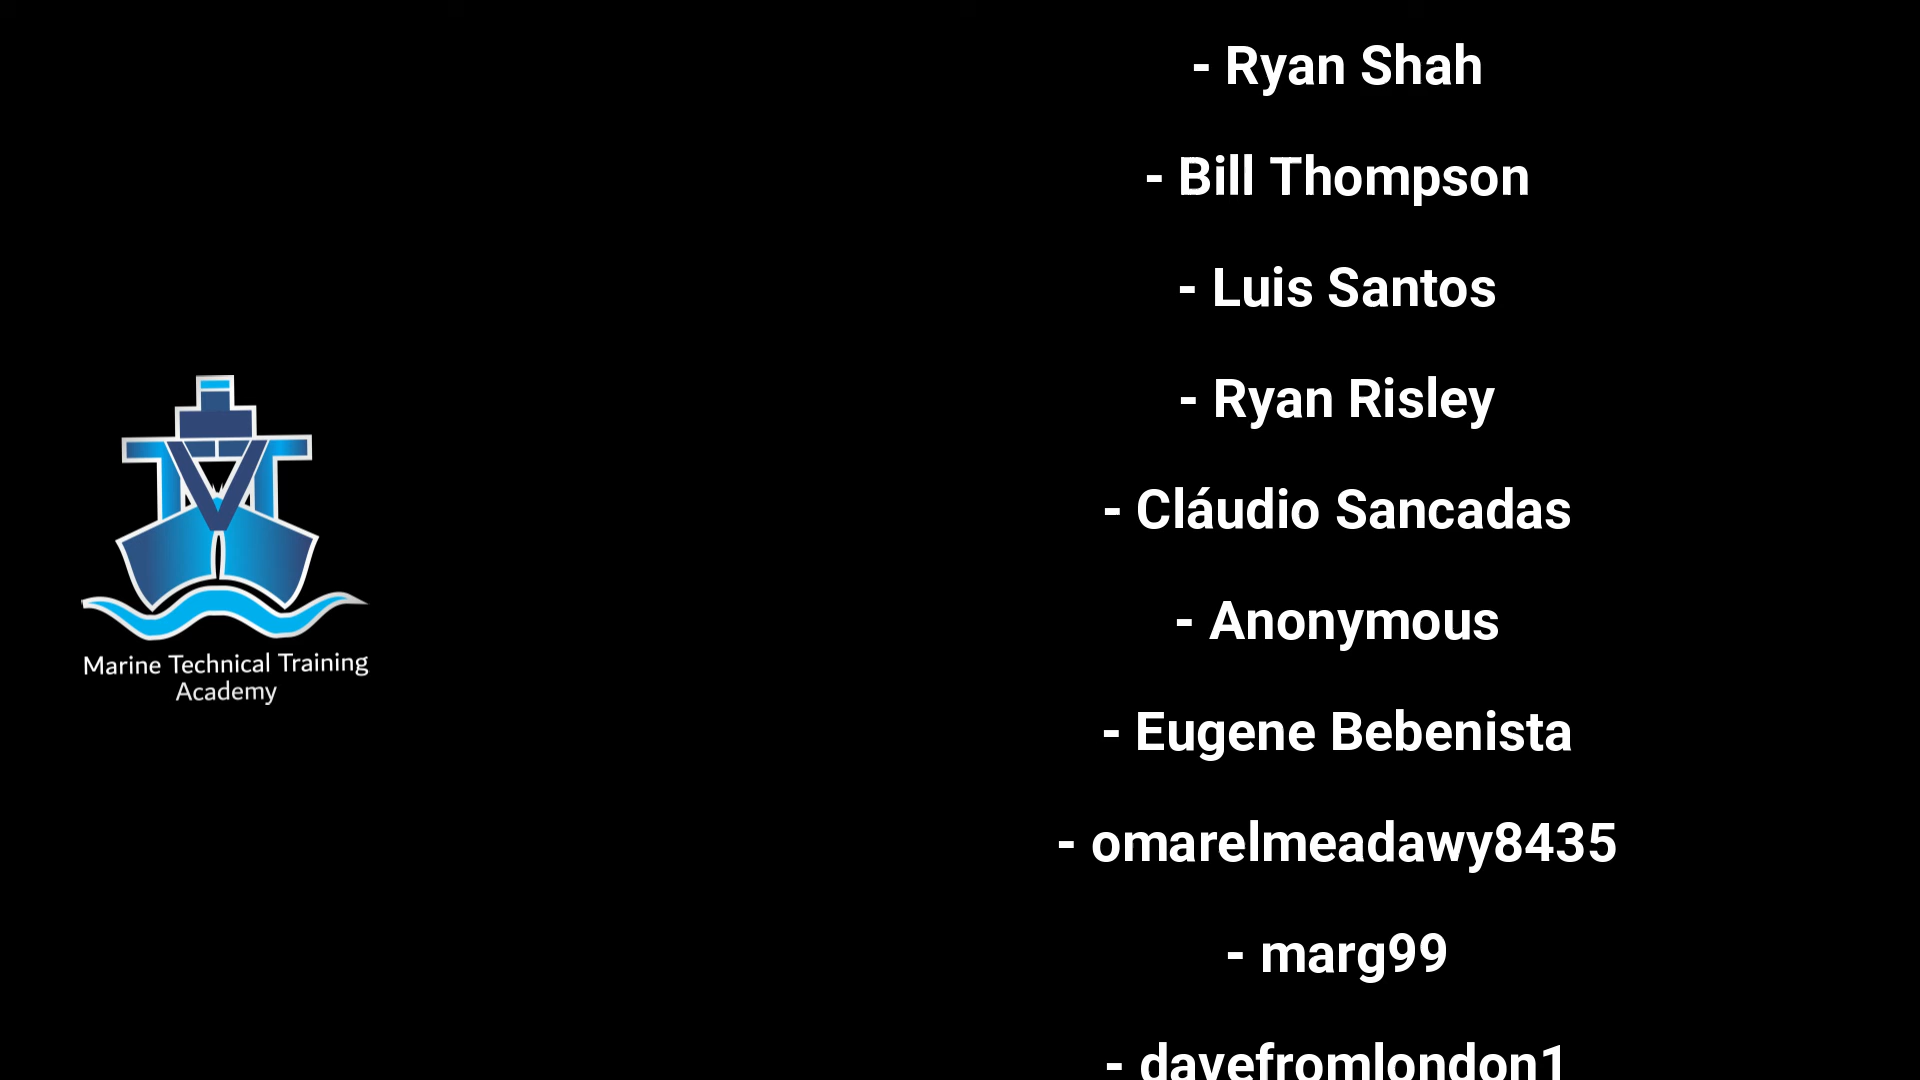 - Ryan Shah
- Bill Thompson
- Luis Santos
- Ryan Risley
- Cláudio Sancadas
- Anonymous
- Eugene Bebenista
- omarelmeadawy8435
- marg99
- davefromlondon1
Marine Technical Training
Academy